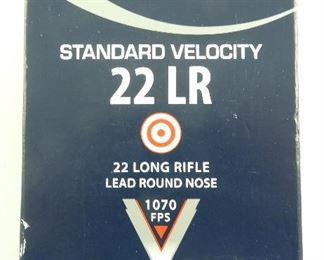 STANDARD VELOCITY
22 LR
22 LONG RIFLE
LEAD ROUND NOSE
1070
FPS